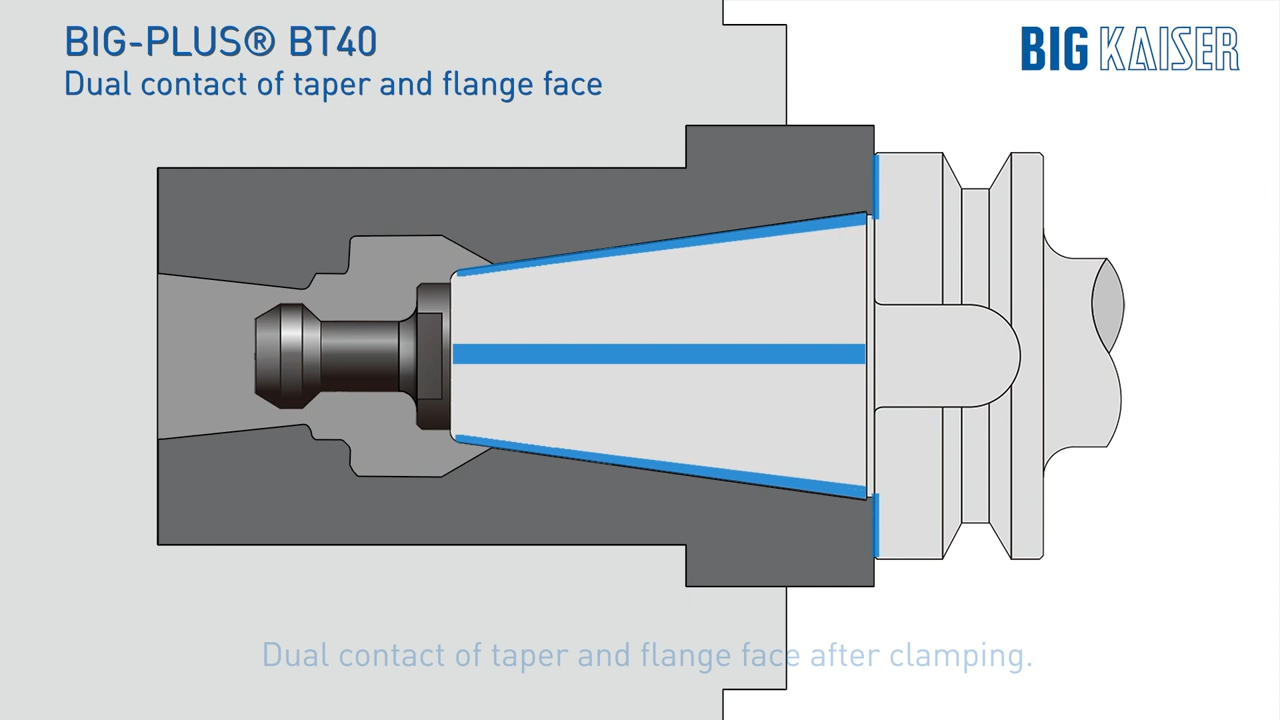 BIG-PLUS® BT40
BIG KAISER
Dual contact of taper and flange face
Dual contact of taper and flange face after clamping.